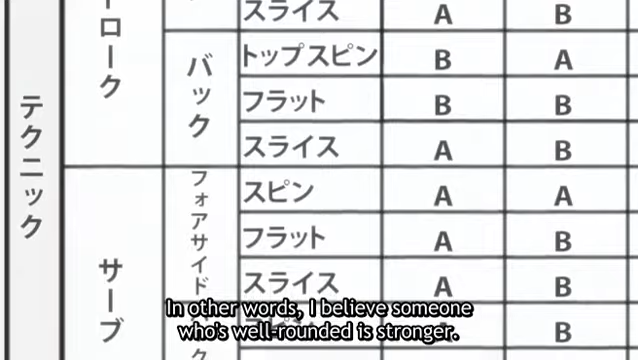 スライス A B
テクニック
トローク
バック
トップスピン B A
フラット B B
スライス A B
サーブ
フォアサイド
スピン A A
フラット A B
スライス A B
B
In other words, I believe someone
who's well-rounded is stronger.